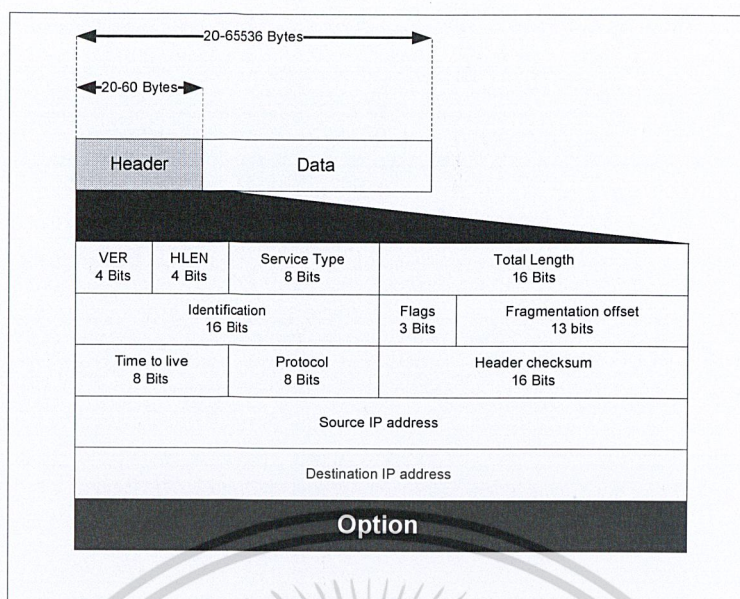 20-65536 Bytes
20-60 Bytes
Header Data
VER HLEN Service Type Total Length
4 Bits 4 Bits 8 Bits 16 Bits
Identification Flags Fragmentation offset
16 Bits 3 Bits 13 bits
Time to live Protocol Header checksum
8 Bits 8 Bits 16 Bits
Source IP address
Destination IP address
Option